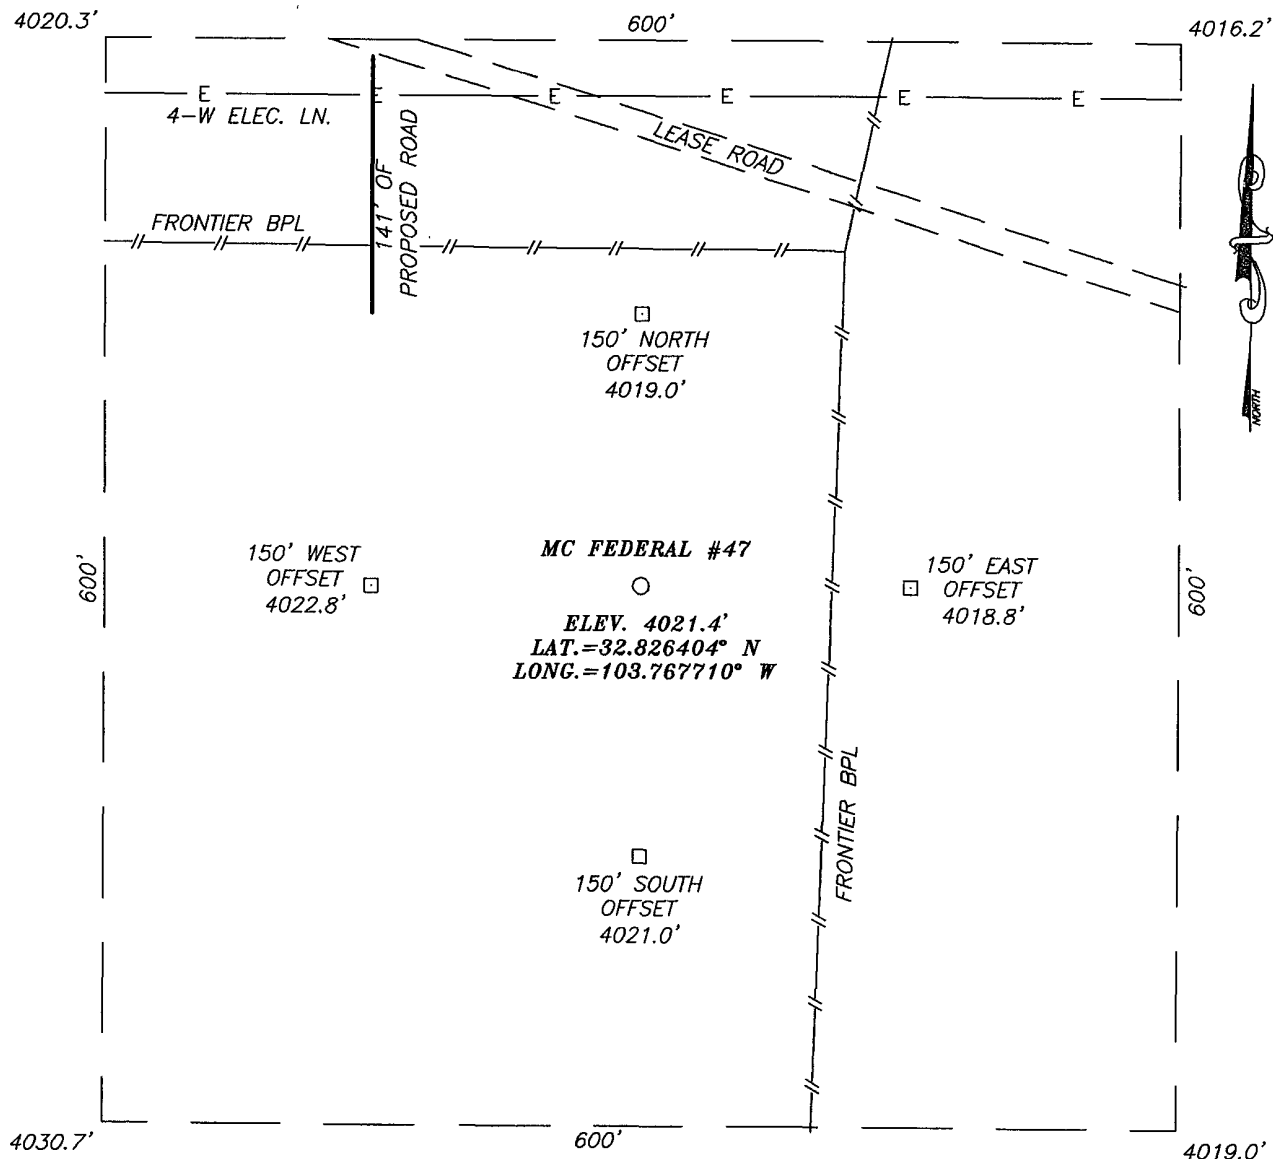 4020.3'
600'
4016.2'
E E E E E E
4-W ELEC. LN.
LEASE ROAD
141' OF
PROPOSED ROAD
FRONTIER BPL
NORTH
150' NORTH
OFFSET
4019.0'
600'
150' WEST
OFFSET
4022.8'
MC FEDERAL #47
ELEV. 4021.4'
LAT.=32.826404° N
LONG.=103.767710° W
150' EAST
OFFSET
4018.8'
600'
FRONTIER BPL
150' SOUTH
OFFSET
4021.0'
4030.7'
600'
4019.0'